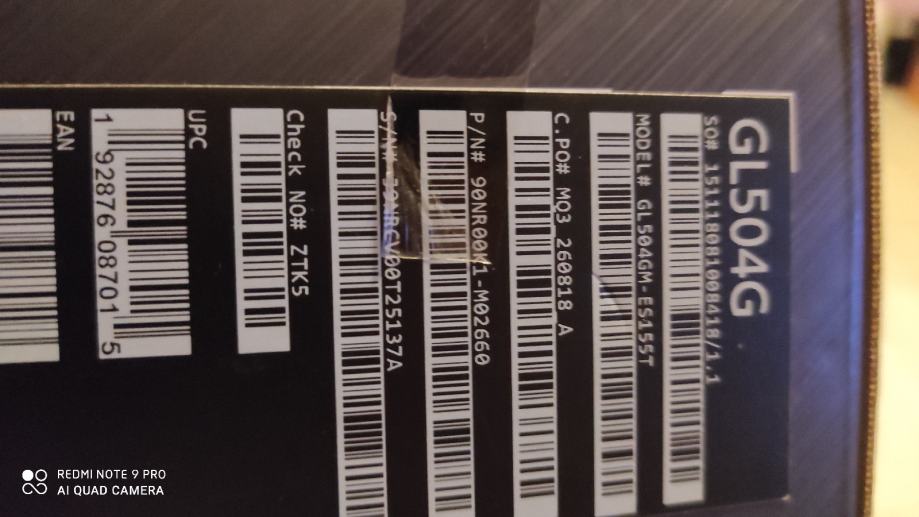 GL504G
SO# 151118081008418/1,1
MODEL# GL504GM-ES155T
C.PO# MQ3 260818 A
P/N# 90NR00K1-M02660
Check NO# ZTK5
UPC
1 92876 08701 5
EAN
REDMI NOTE 9 PRO
AI QUAD CAMERA